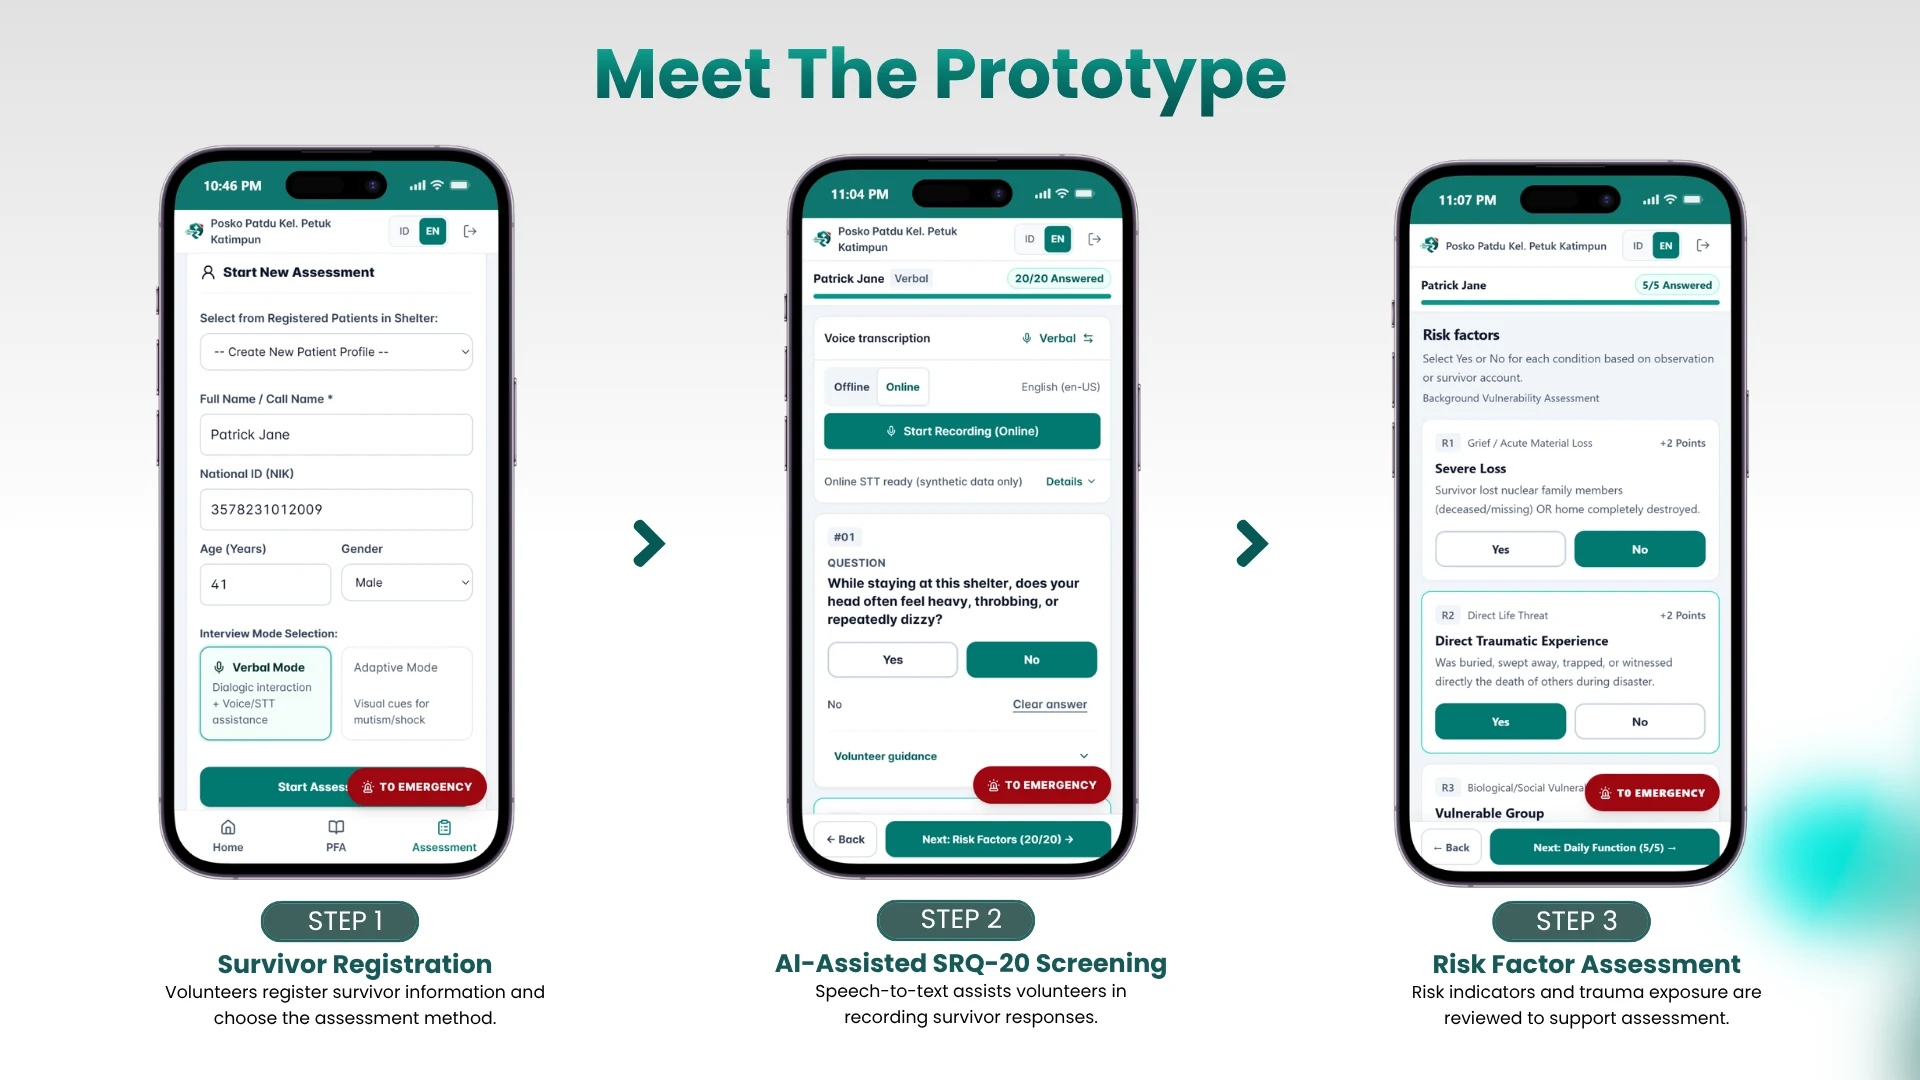 Meet The Prototype
10:46 PM
Posko Patdu Kel. Petuk
Katimpun
ID EN
Start New Assessment
Select from Registered Patients in Shelter:
-- Create New Patient Profile --
Full Name / Call Name *
Patrick Jane
National ID (NIK)
3578231012009
Age (Years) Gender
41 Male
Interview Mode Selection:
Verbal Mode
Dialogic interaction
+ Voice/STT
assistance
Adaptive Mode
Visual cues for
mutism/shock
Start Assess
TO EMERGENCY
Home PFA Assessment
STEP 1
Survivor Registration
Volunteers register survivor information and
choose the assessment method.
11:04 PM
Posko Patdu Kel. Petuk
Katimpun
ID EN
Patrick Jane Verbal 20/20 Answered
Voice transcription Verbal
Offline Online English (en-US)
Start Recording (Online)
Online STT ready (synthetic data only) Details
#01
QUESTION
While staying at this shelter, does your
head often feel heavy, throbbing, or
repeatedly dizzy?
Yes No
No Clear answer
Volunteer guidance
TO EMERGENCY
← Back Next: Risk Factors (20/20) →
STEP 2
AI-Assisted SRQ-20 Screening
Speech-to-text assists volunteers in
recording survivor responses.
11:07 PM
Posko Patdu Kel. Petuk Katimpun ID EN
Patrick Jane 5/5 Answered
Risk factors
Select Yes or No for each condition based on observation
or survivor account.
Background Vulnerability Assessment
R1 Grief / Acute Material Loss +2 Points
Severe Loss
Survivor lost nuclear family members
(deceased/missing) OR home completely destroyed.
Yes No
R2 Direct Life Threat +2 Points
Direct Traumatic Experience
Was buried, swept away, trapped, or witnessed
directly the death of others during disaster.
Yes No
R3 Biological/Social Vulnera
Vulnerable Group
TO EMERGENCY
← Back Next: Daily Function (5/5) →
STEP 3
Risk Factor Assessment
Risk indicators and trauma exposure are
reviewed to support assessment.